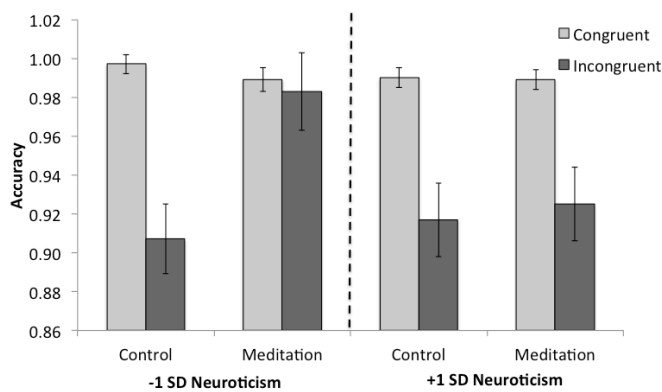 1.02
1.00
0.98
0.96
0.94
0.92
0.90
0.88
0.86
Accuracy
Congruent
Incongruent
Control Meditation Control Meditation
-1 SD Neuroticism +1 SD Neuroticism